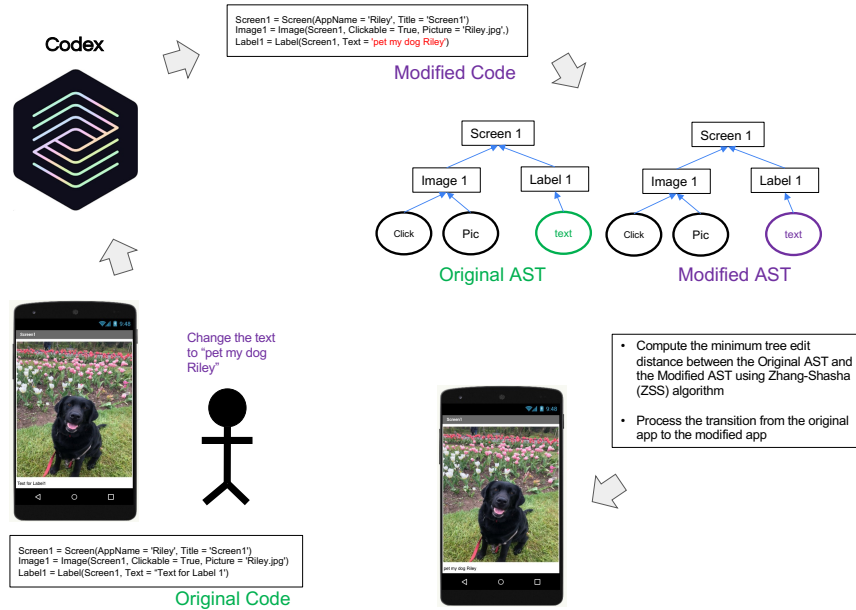 Codex
Screen1 = Screen(AppName = 'Riley', Title = 'Screen1')
Image1 = Image(Screen1, Clickable = True, Picture = 'Riley.jpg',)
Label1 = Label(Screen1, Text = 'pet my dog Riley')
Modified Code
Screen 1
Image 1
Label 1
Click
Pic
text
Original AST
Screen 1
Image 1
Label 1
Click
Pic
text
Modified AST
9:48
Screen1
Text for Label1
Change the text
to “pet my dog
Riley”
Screen1 = Screen(AppName = 'Riley', Title = 'Screen1')
Image1 = Image(Screen1, Clickable = True, Picture = 'Riley.jpg')
Label1 = Label(Screen1, Text = “Text for Label 1')
Original Code
• Compute the minimum tree edit
distance between the Original AST and
the Modified AST using Zhang-Shasha
(ZSS) algorithm
• Process the transition from the original
app to the modified app
9:48
Screen1
pet my dog Riley